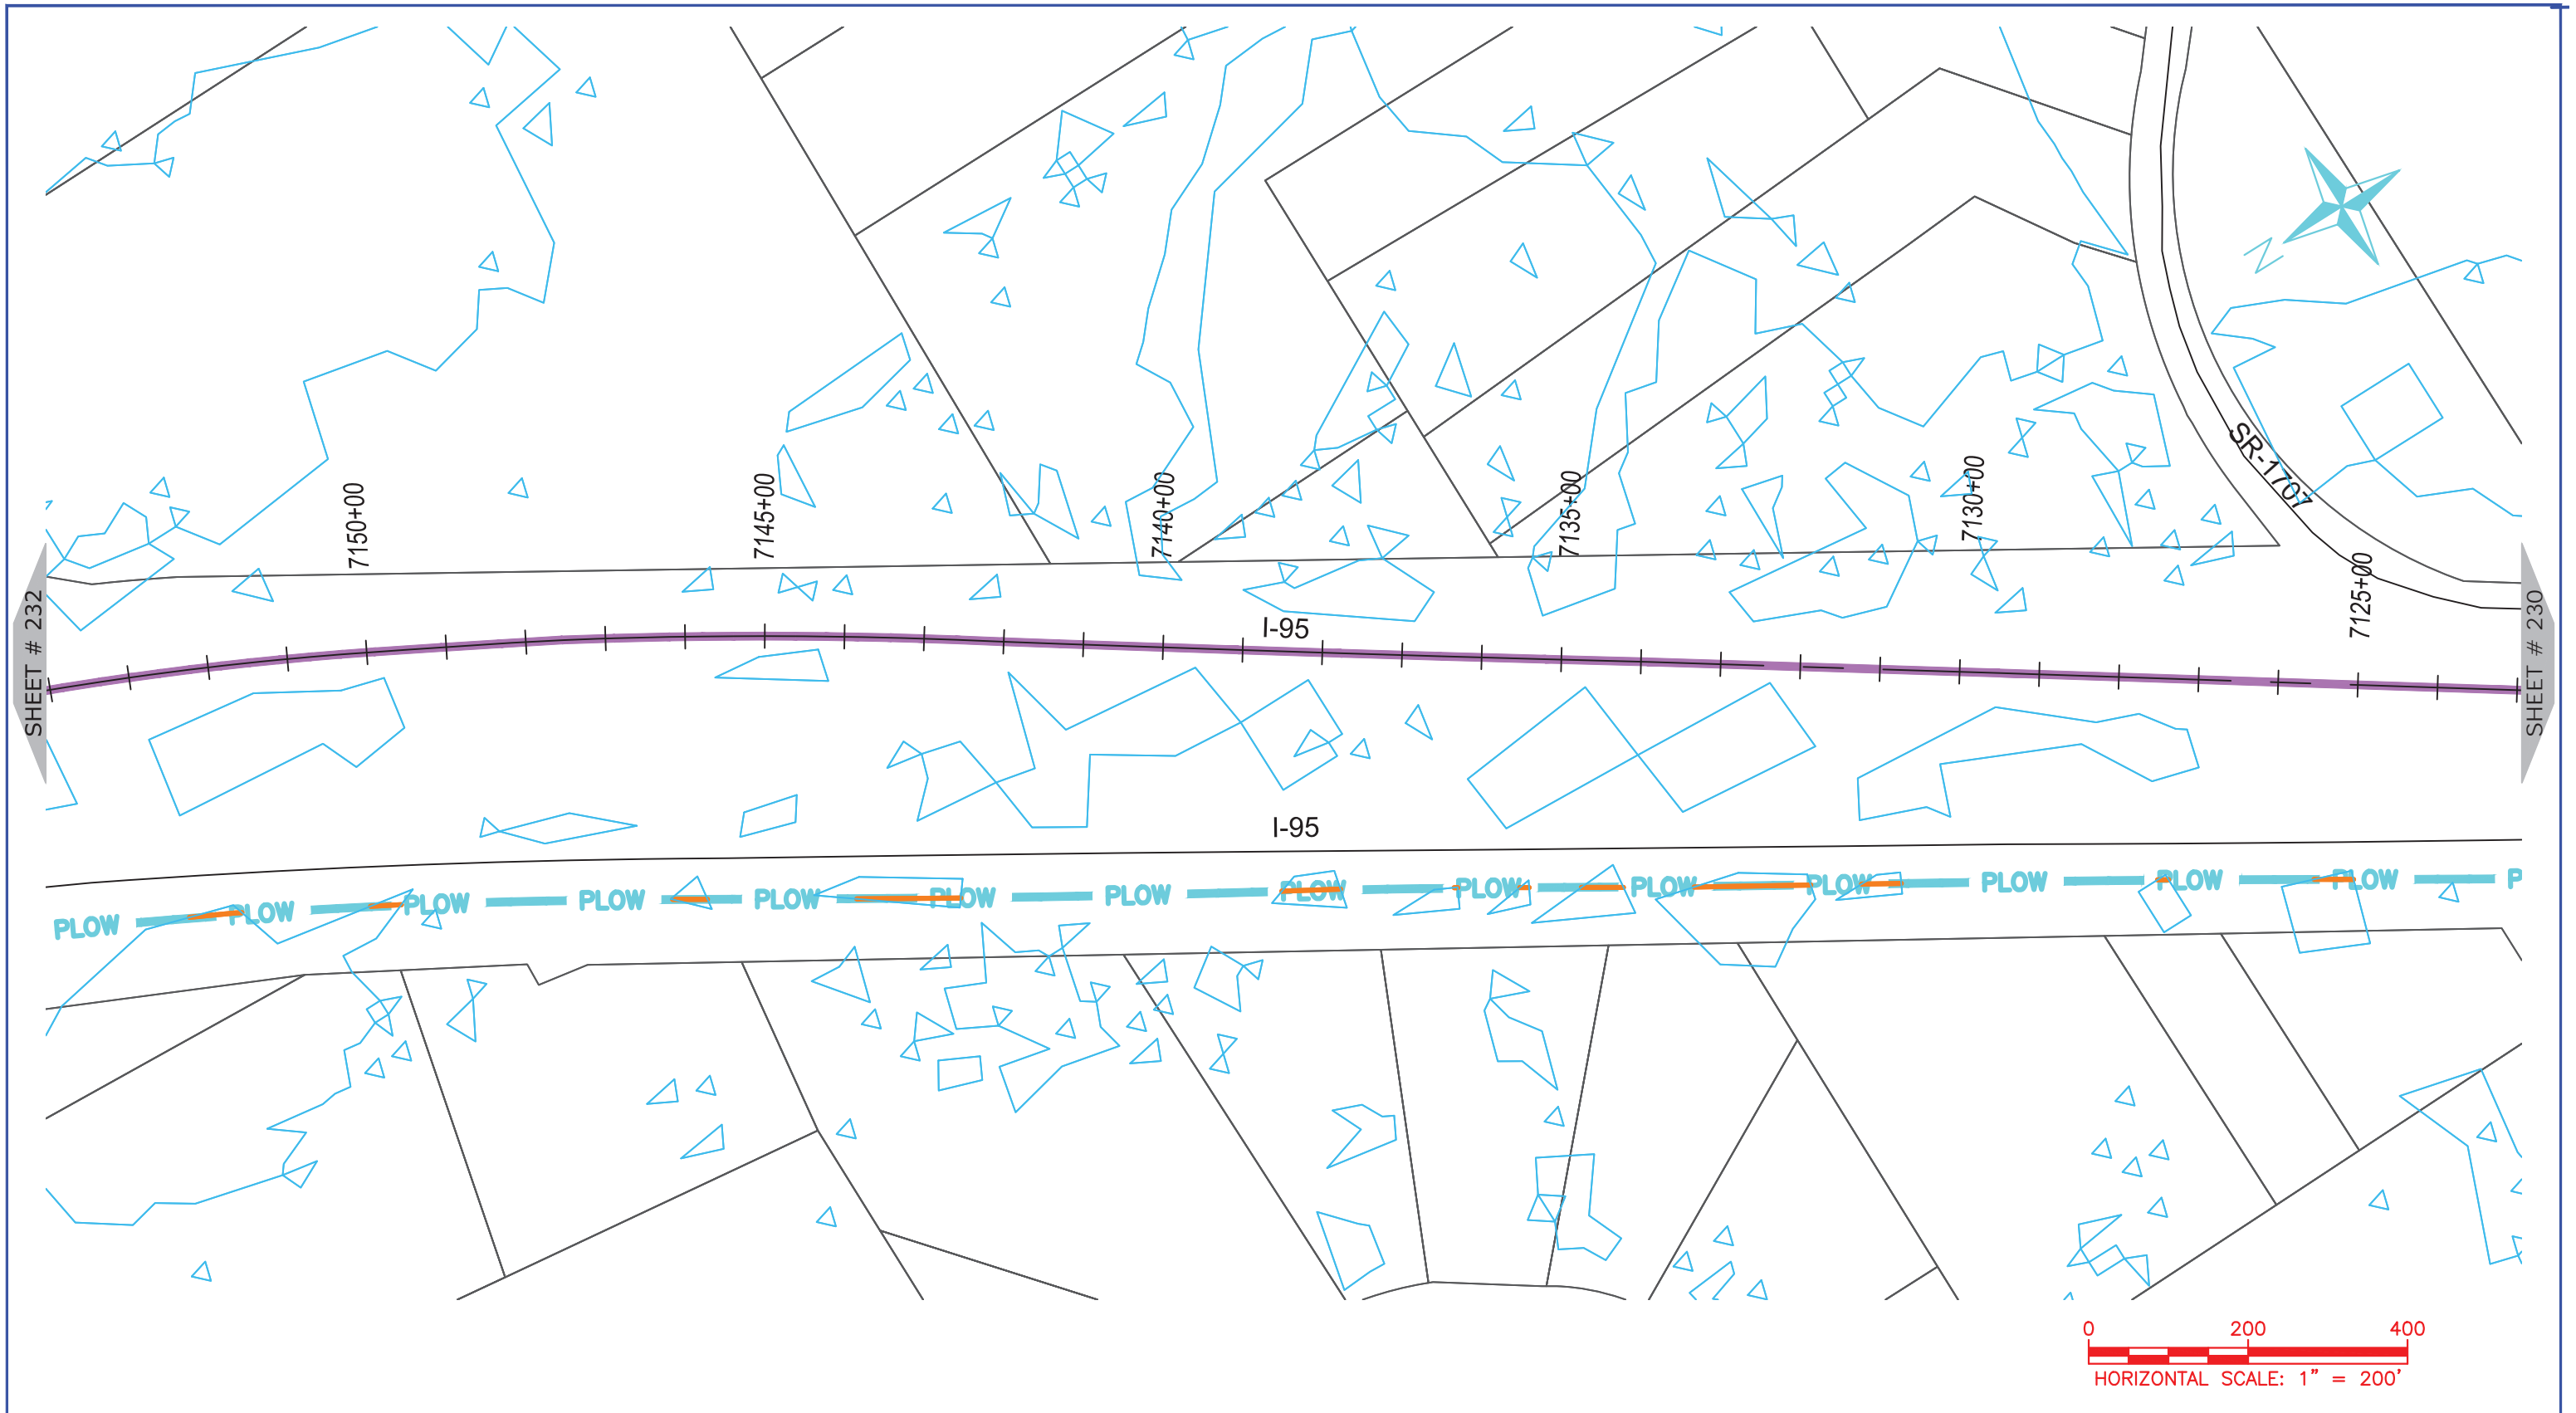 N
SR-1707
7150+00
7145+00
7140+00
7135+00
7130+00
7125+00
SHEET # 232
I-95
SHEET # 230
I-95
PLOW PLOW PLOW PLOW PLOW PLOW PLOW PLOW PLOW PLOW PLOW PLOW PLOW PLOW P
0 200 400
HORIZONTAL SCALE: 1” = 200’